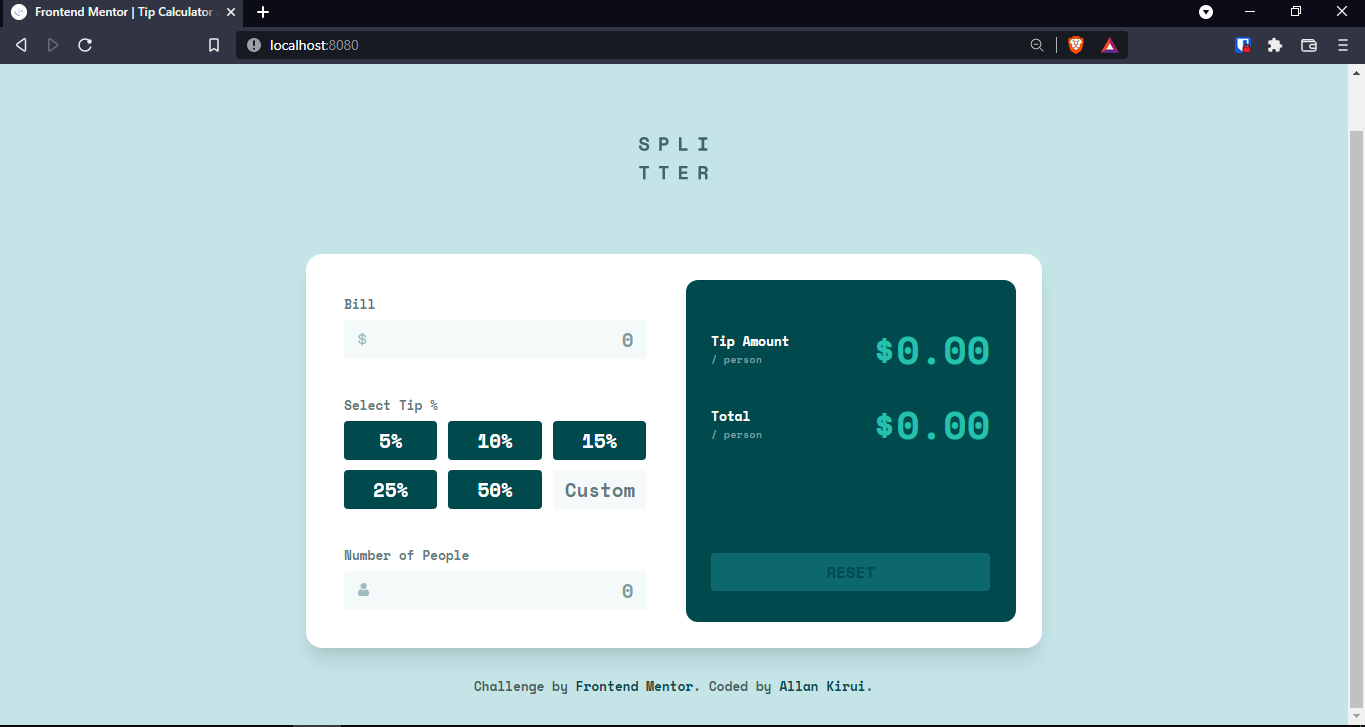 Frontend Mentor | Tip Calculator
localhost:8080
SPLI
TTER
Bill
$ 0
Select Tip %
5% 10% 15%
25% 50% Custom
Number of People
0
Tip Amount $0.00
/ person
Total $0.00
/ person
RESET
Challenge by Frontend Mentor. Coded by Allan Kirui.